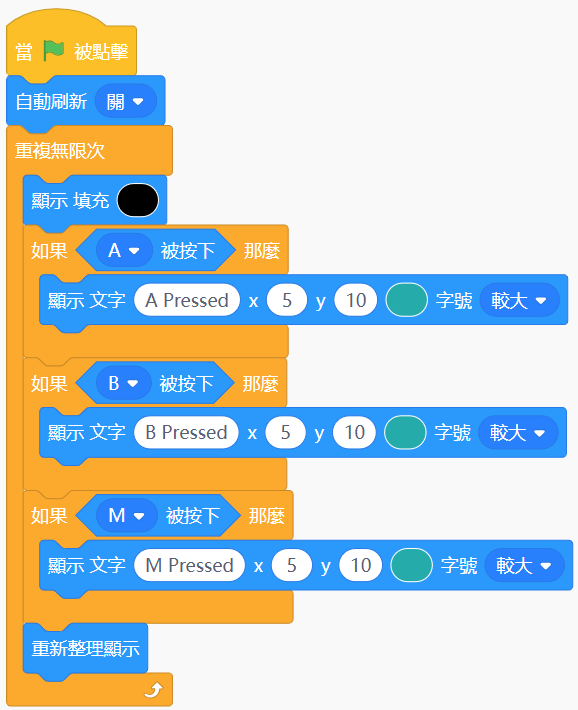 當 被點擊
自動刷新 關
重複無限次
顯示 填充
如果 A 被按下 那麼
顯示 文字 A Pressed x 5 y 10 字號 較大
如果 B 被按下 那麼
顯示 文字 B Pressed x 5 y 10 字號 較大
如果 M 被按下 那麼
顯示 文字 M Pressed x 5 y 10 字號 較大
重新整理顯示